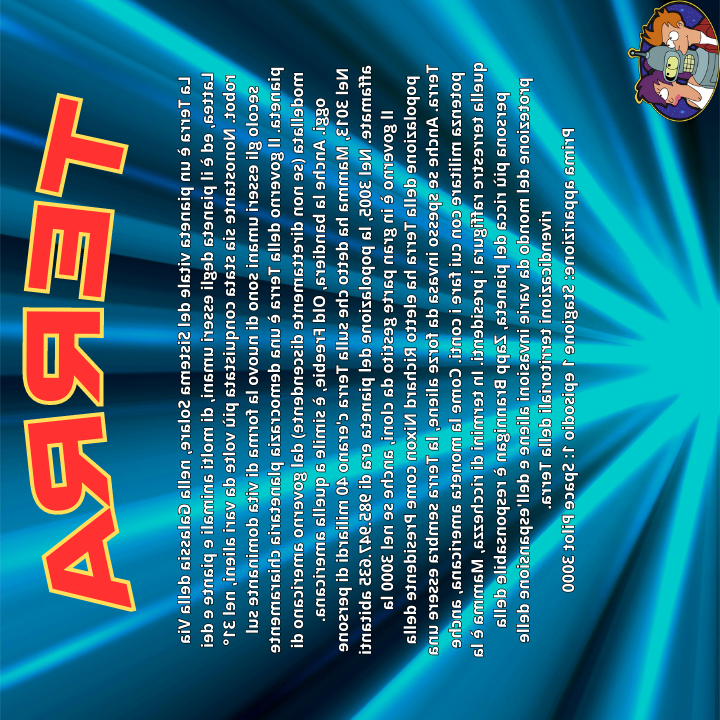 TERRA
La Terra é un pianeta vitale del Sistema Solare, nella Galassia della Via
Lattea, ed é il pianeta degli esseri umani, di molti animali e piante e dei
robot. Nonostante sia stata conquistata piú volte da vari alieni, nel 31°
secolo gli esseri umani sono di nuovo la forma di vita dominante sul
pianeta. Il governo della Terra é una democrazia planetaria chiaramente
modellata (se non direttamente discendente) dal governo americano di
oggi. Anche la bandiera, Old Freebie, è simile a quella americana.
Nel 3013, Mamma ha detto che sulla Terra c'erano 40 miliardi di persone
affamate. Nel 3005, la popolazione del pianeta era di 985.947.655 abitanti
Il governo è in gran parte gestito da cloni, anche se nel 3000 la
popolazione della Terra ha eletto Richard Nixon come Presidente della
Terra. Anche se spesso invasa da forze aliene, la Terra sembra essere una
potenza militare con cui fare i conti. Come la moneta americana, anche
quella terrestre raffigura i presidenti. In termini di ricchezza, Mamma é la
persona più ricca del pianeta, Zapp Brannigan è responsabile della
protezione del mondo da varie invasioni aliene e dell'espansione delle
rivendicazioni territoriali della Terra.
Prima apparizione: Stagione 1 episodio 1: Space Pilot 3000